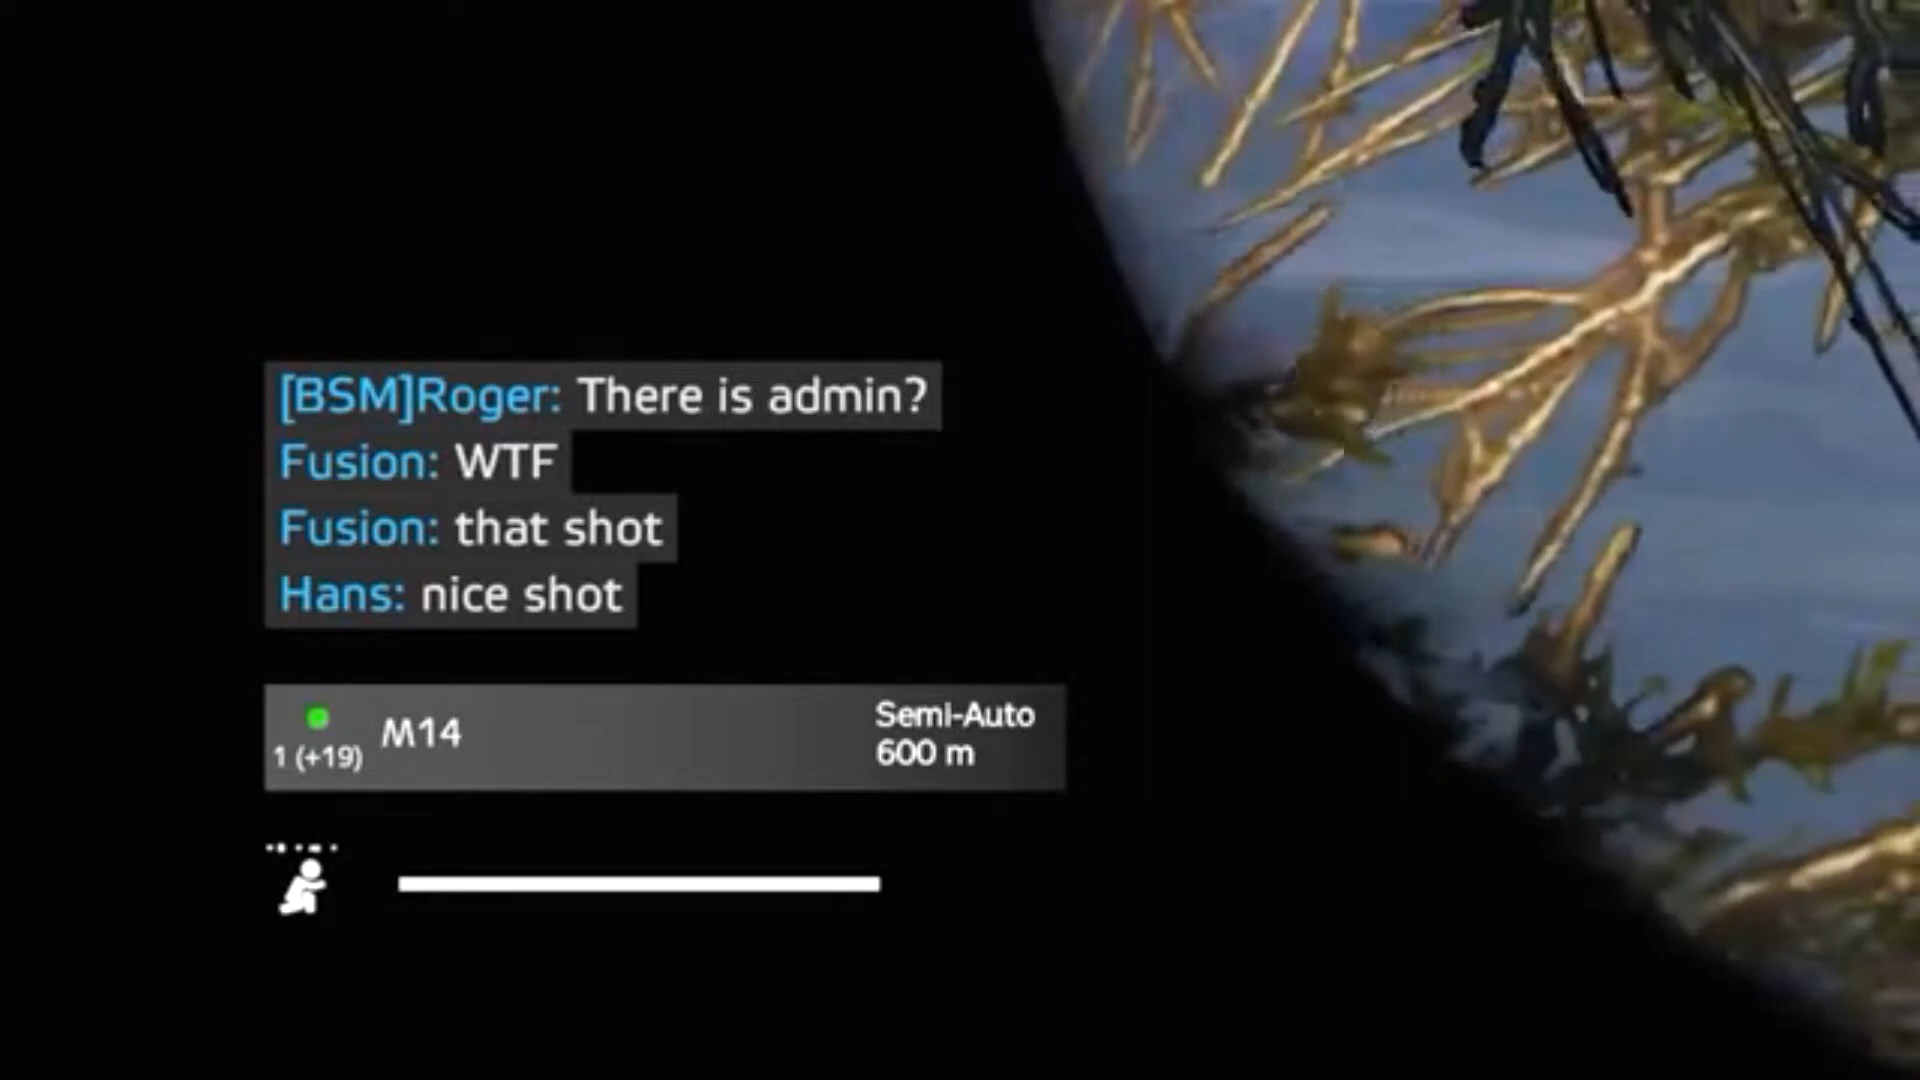 [BSM]Roger: There is admin?
Fusion: WTF
Fusion: that shot
Hans: nice shot
M14
Semi-Auto
1 (+19)
600 m